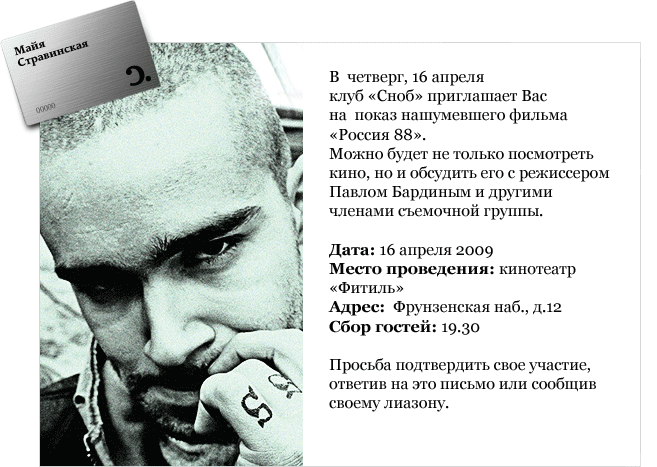 Майя
Стравинская
Ɔ.
00000
В четверг, 16 апреля
клуб «Сноб» приглашает Вас
на показ нашумевшего фильма
«Россия 88».
Можно будет не только посмотреть
кино, но и обсудить его с режиссером
Павлом Бардиным и другими
членами съемочной группы.
Дата: 16 апреля 2009
Место проведения: кинотеатр
«Фитиль»
Адрес: Фрунзенская наб., д.12
Сбор гостей: 19.30
Просьба подтвердить свое участие,
ответив на это письмо или сообщив
своему лиазону.